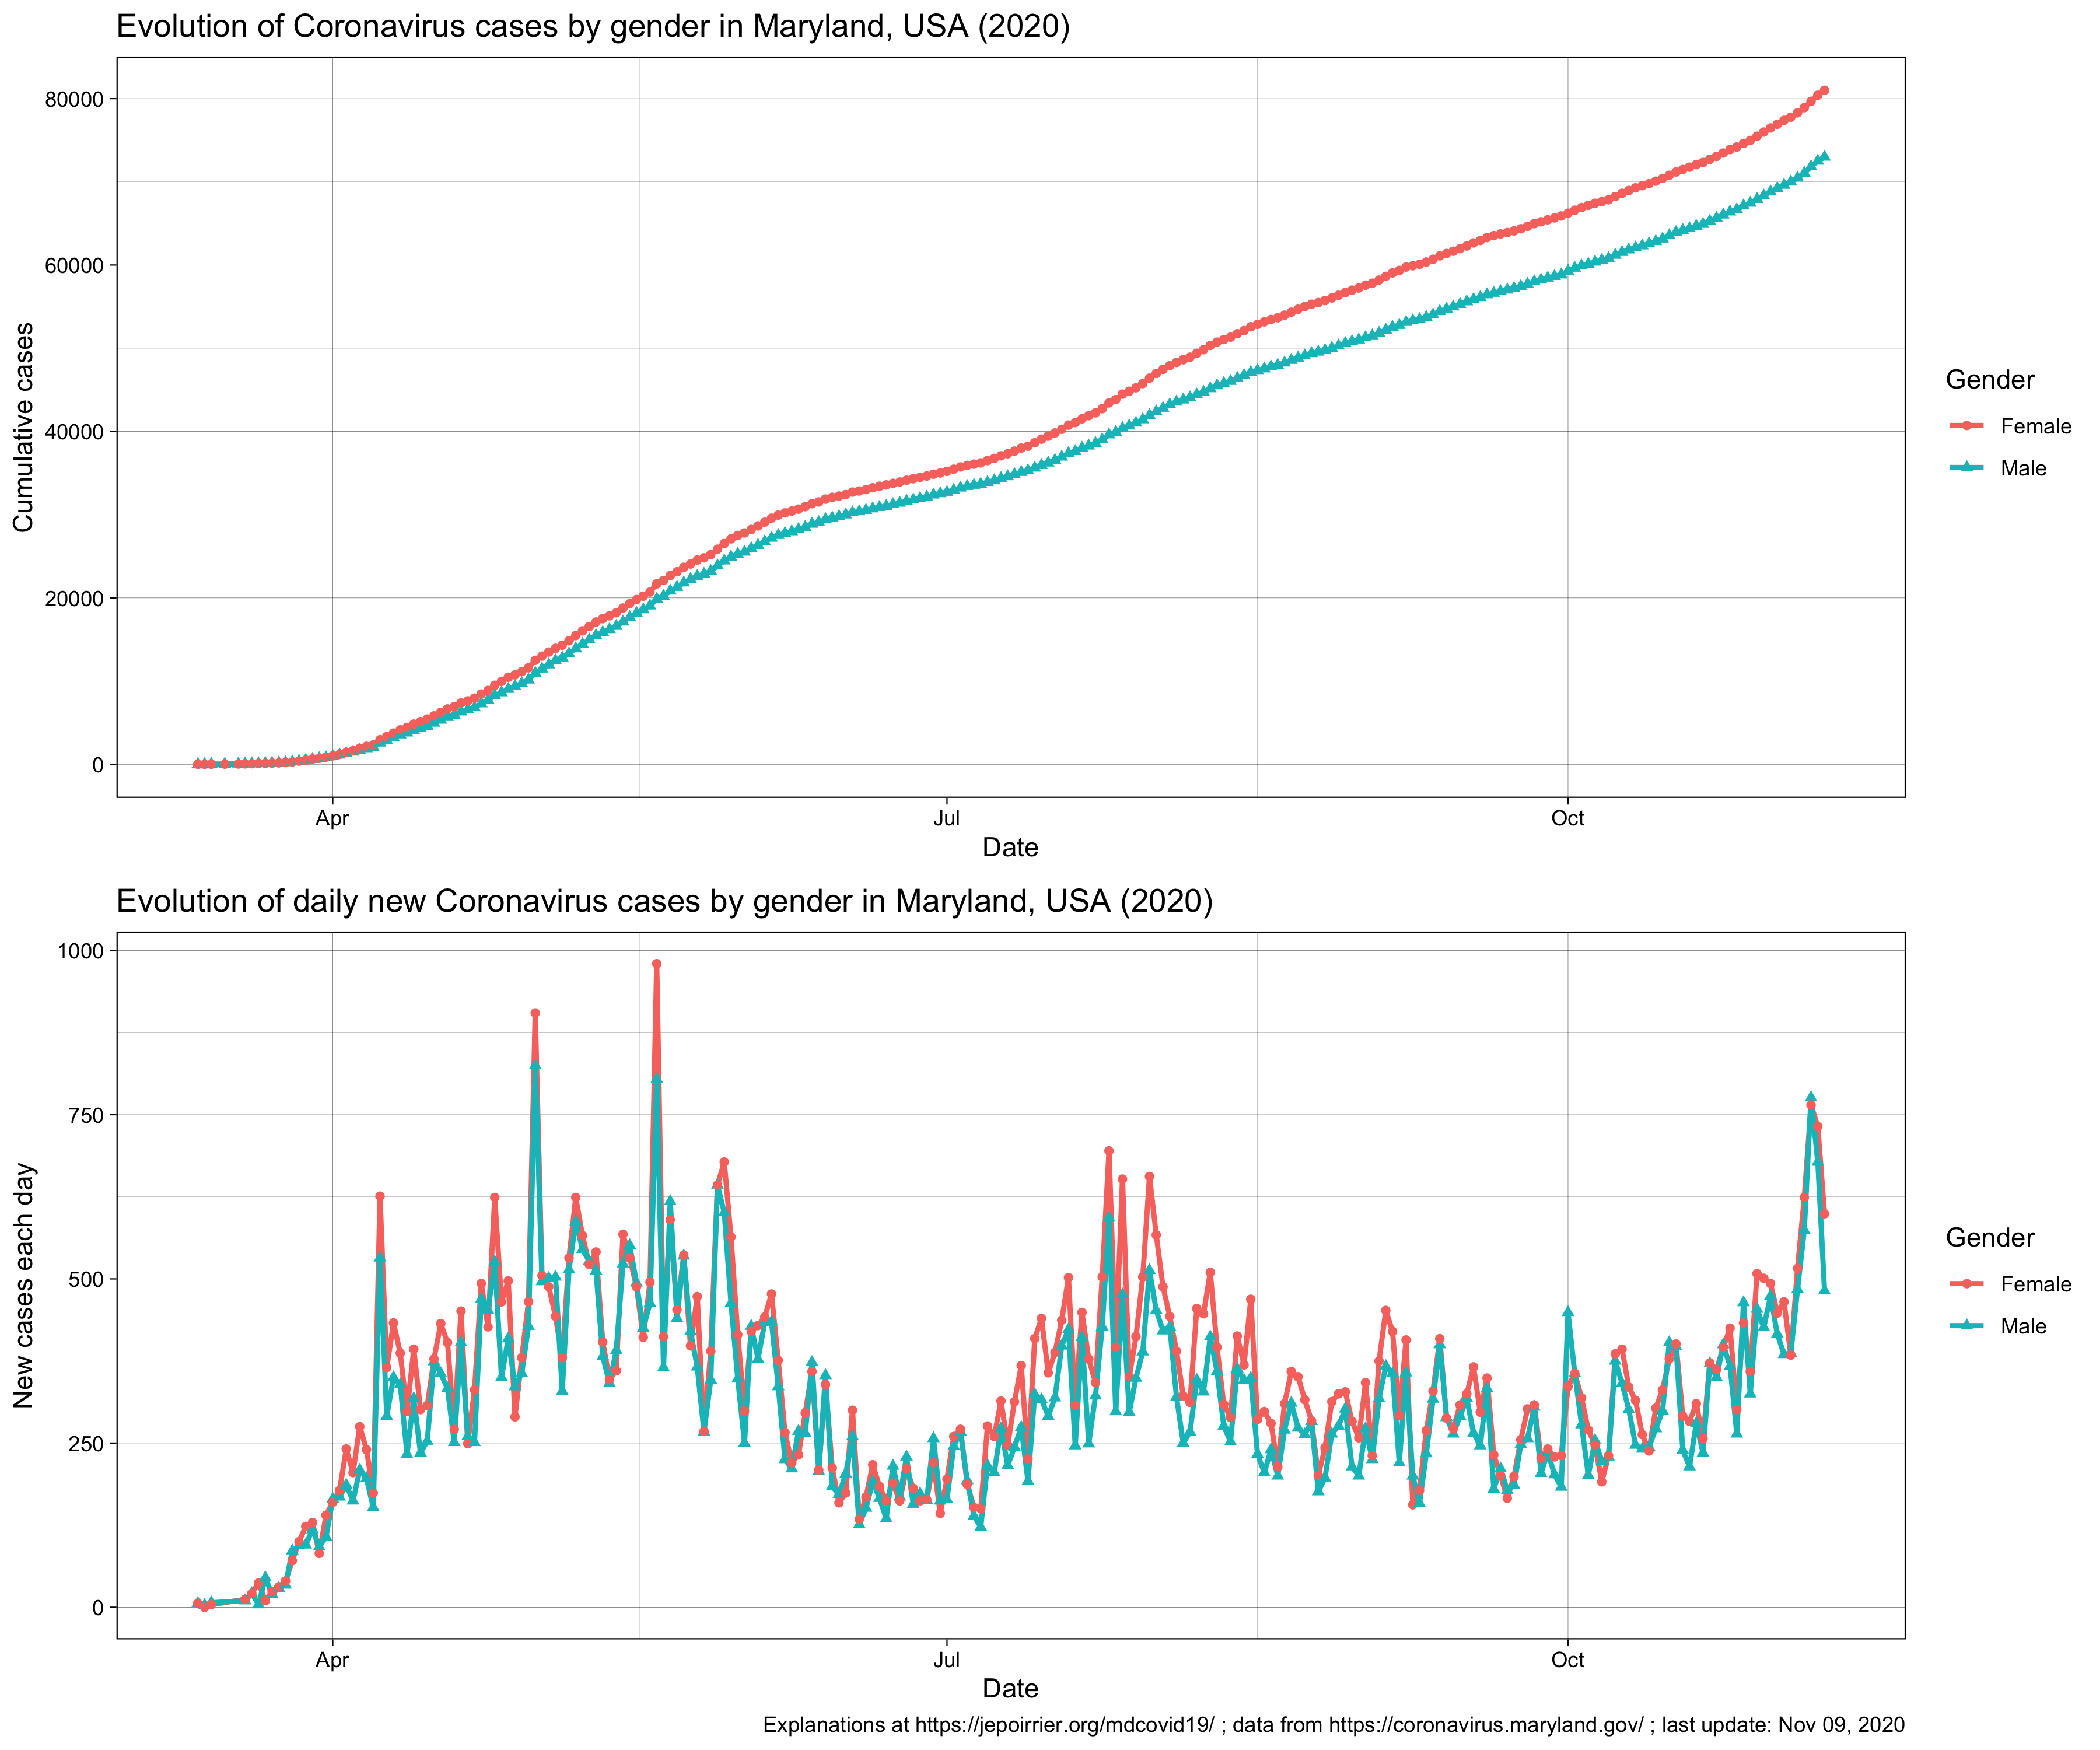 Evolution of Coronavirus cases by gender in Maryland, USA (2020)
80000
60000
40000
20000
0
Cumulative cases
Apr
Jul
Oct
Date
Gender
Female
Male
Evolution of daily new Coronavirus cases by gender in Maryland, USA (2020)
1000
750
500
250
0
New cases each day
Apr
Jul
Oct
Date
Gender
Female
Male
Explanations at https://jepoirrier.org/mdcovid19/ ; data from https://coronavirus.maryland.gov/ ; last update: Nov 09, 2020